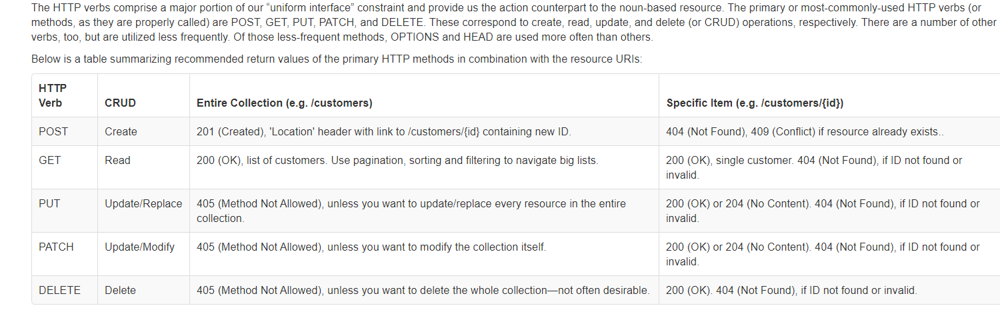 The HTTP verbs comprise a major portion of our “uniform interface” constraint and provide us the action counterpart to the noun-based resource. The primary or most-commonly-used HTTP verbs (or
methods, as they are properly called) are POST, GET, PUT, PATCH, and DELETE. These correspond to create, read, update, and delete (or CRUD) operations, respectively. There are a number of other
verbs, too, but are utilized less frequently. Of those less-frequent methods, OPTIONS and HEAD are used more often than others.
Below is a table summarizing recommended return values of the primary HTTP methods in combination with the resource URIs:
HTTP
Verb CRUD Entire Collection (e.g. /customers) Specific Item (e.g. /customers/{id})
POST Create 201 (Created), 'Location' header with link to /customers/{id} containing new ID. 404 (Not Found), 409 (Conflict) if resource already exists..
GET Read 200 (OK), list of customers. Use pagination, sorting and filtering to navigate big lists. 200 (OK), single customer. 404 (Not Found), if ID not found or
invalid.
PUT Update/Replace 405 (Method Not Allowed), unless you want to update/replace every resource in the entire
collection. 200 (OK) or 204 (No Content). 404 (Not Found), if ID not found or
invalid.
PATCH Update/Modify 405 (Method Not Allowed), unless you want to modify the collection itself. 200 (OK) or 204 (No Content). 404 (Not Found), if ID not found or
invalid.
DELETE Delete 405 (Method Not Allowed), unless you want to delete the whole collection—not often desirable. 200 (OK). 404 (Not Found), if ID not found or invalid.